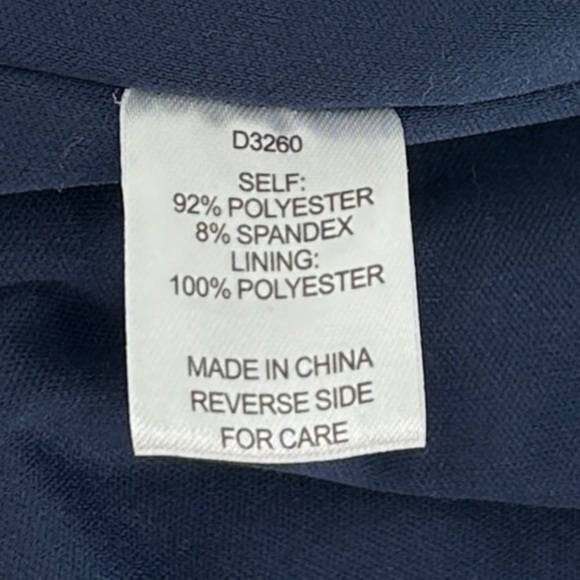 D3260
SELF:
92% POLYESTER
8% SPANDEX
LINING:
100% POLYESTER
MADE IN CHINA
REVERSE SIDE
FOR CARE